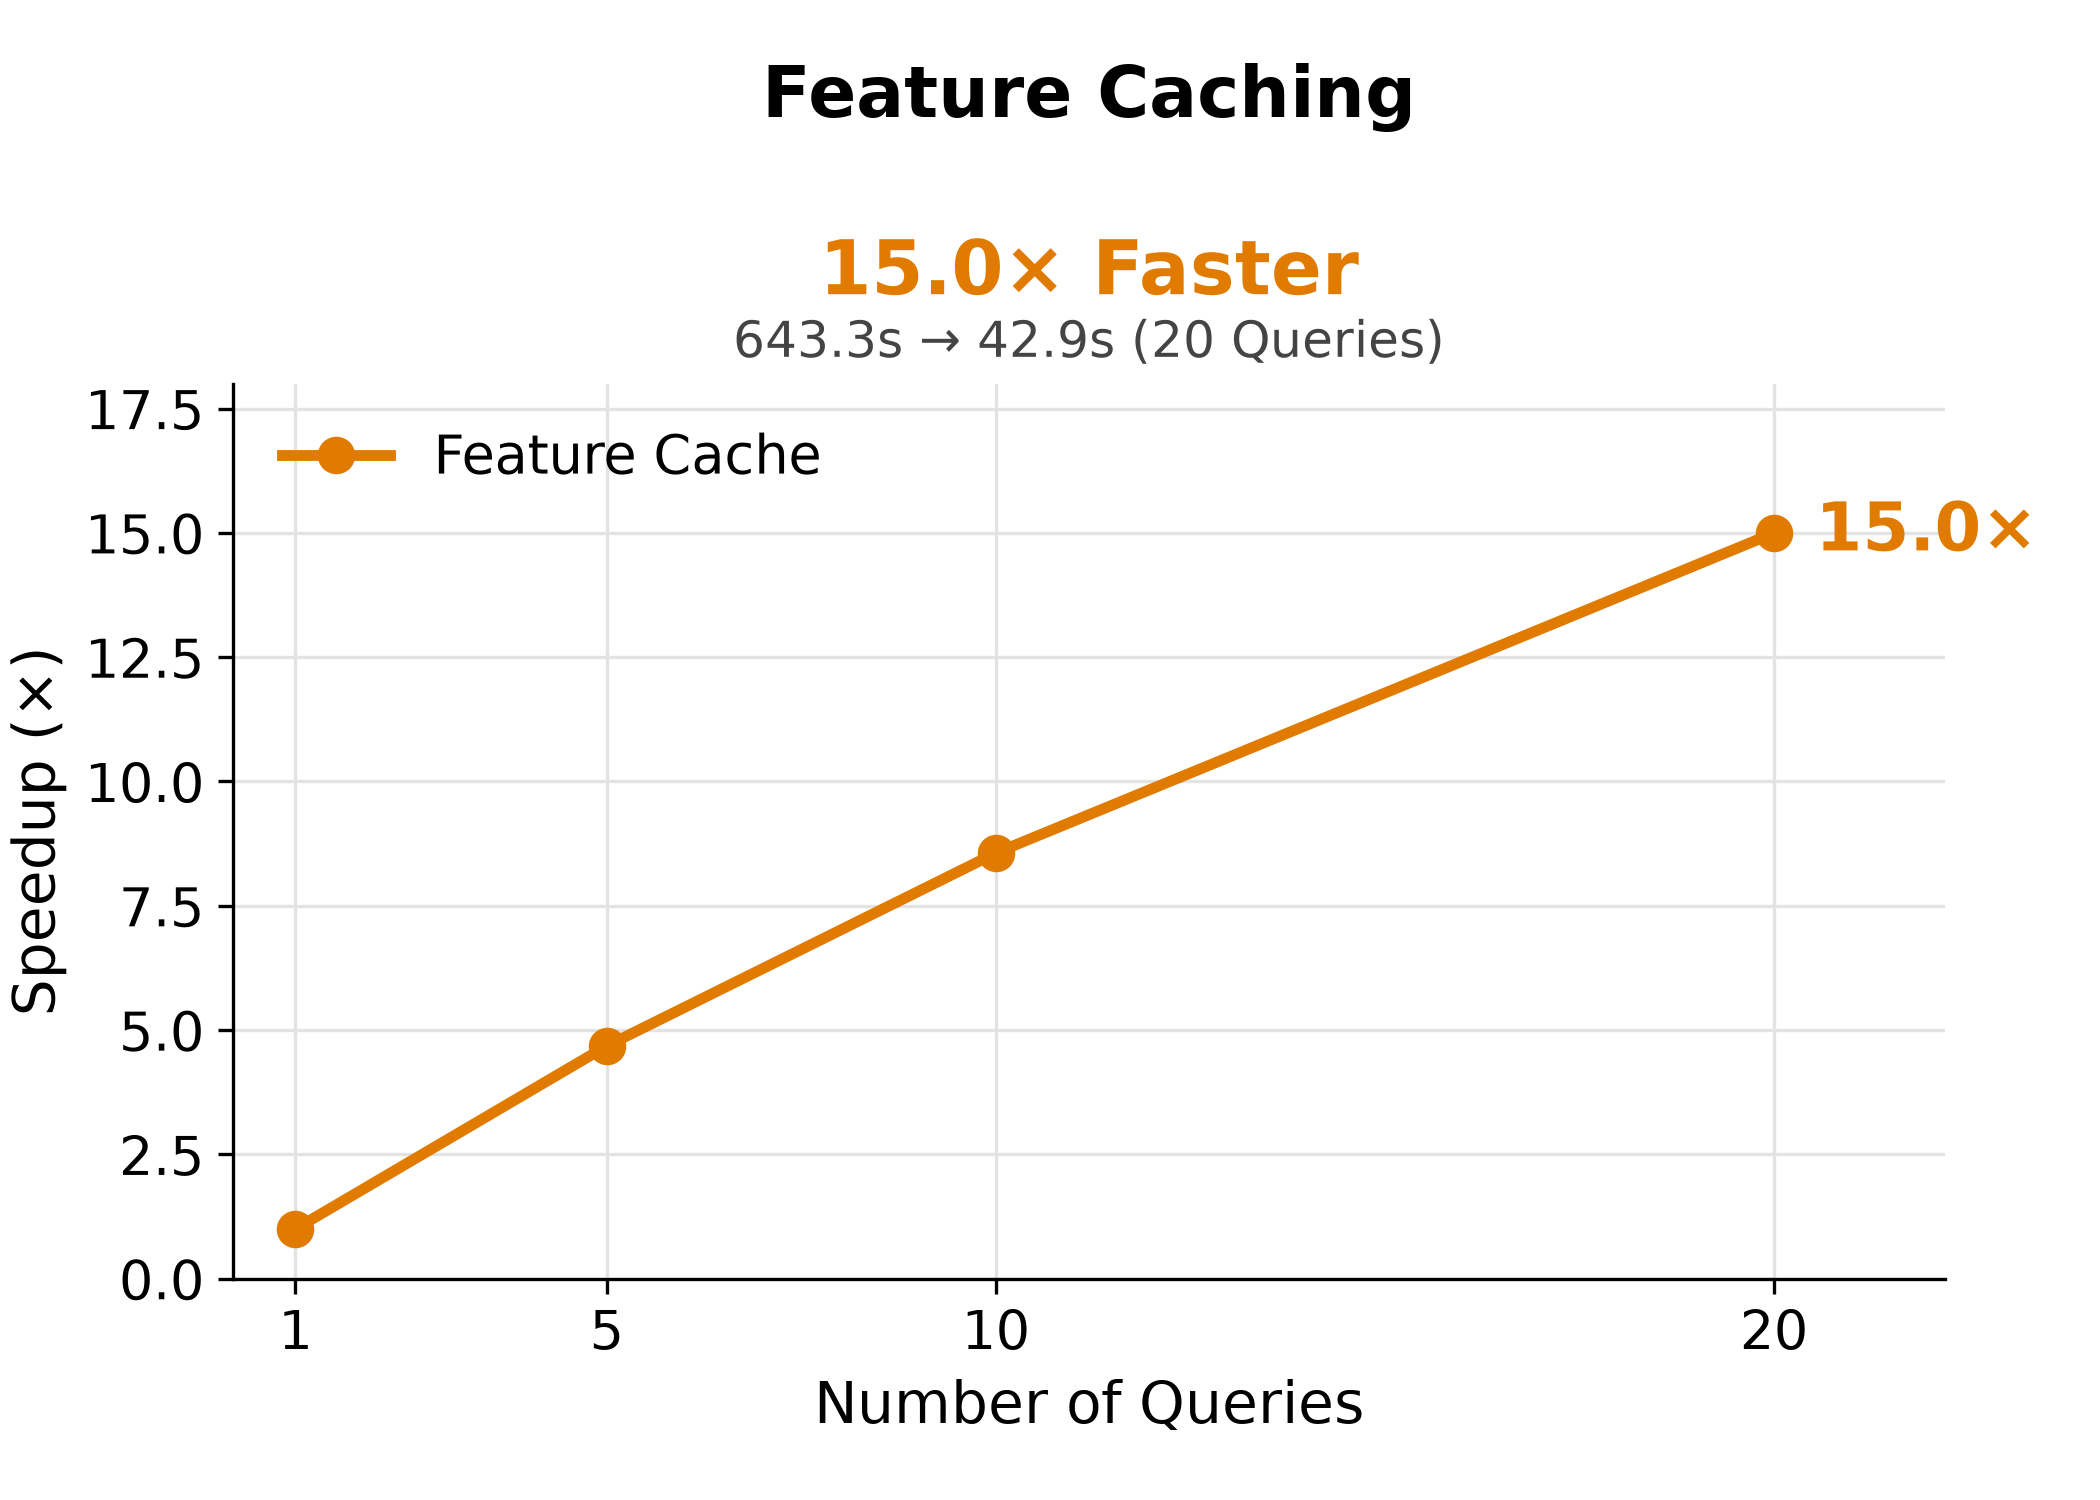 Feature Caching
15.0× Faster
643.3s → 42.9s (20 Queries)
Feature Cache
15.0×
Speedup (×)
17.5
15.0
12.5
10.0
7.5
5.0
2.5
0.0
1 5 10 20
Number of Queries